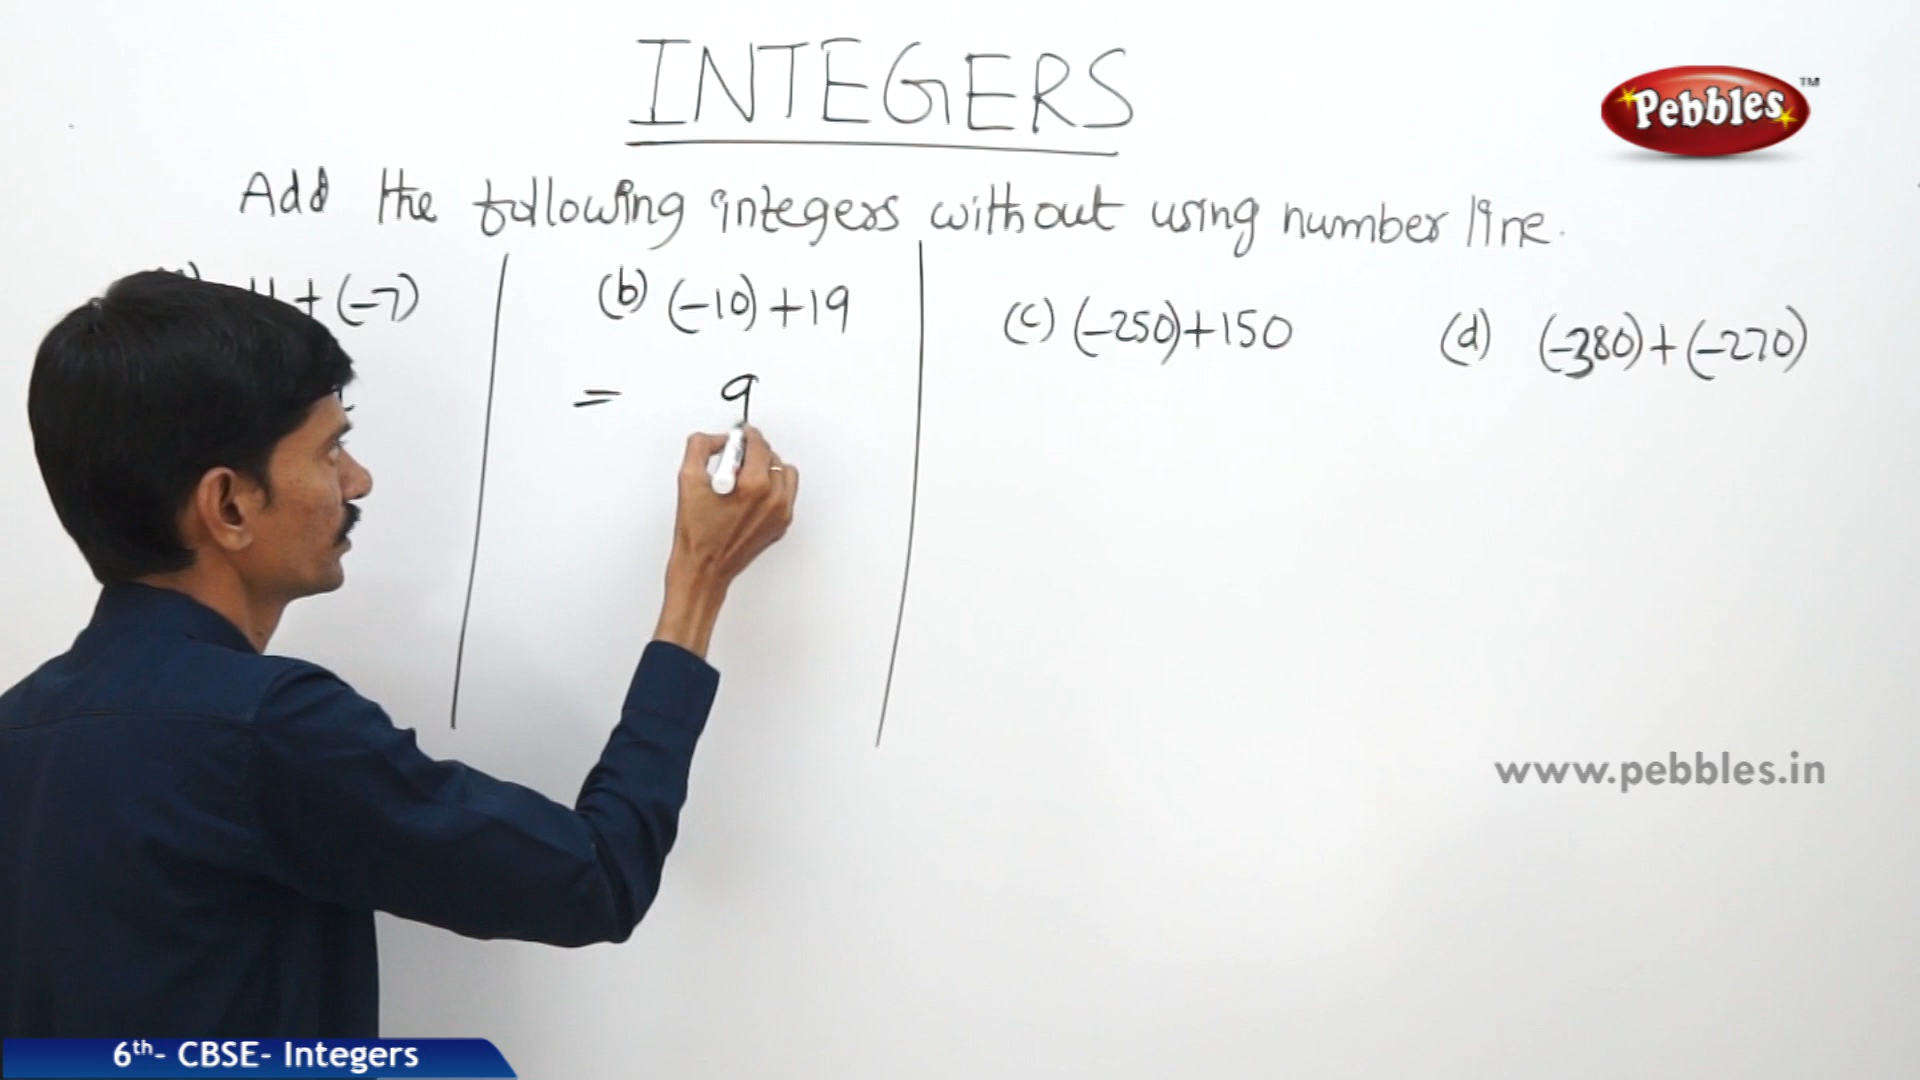 INTEGERS
Pebbles™
Add the following integers without using number line.
+ (-7)
(b) (-10)+19
(c) (-250)+150
(d) (-380)+(-270)
= 9
www.pebbles.in
6th- CBSE- Integers